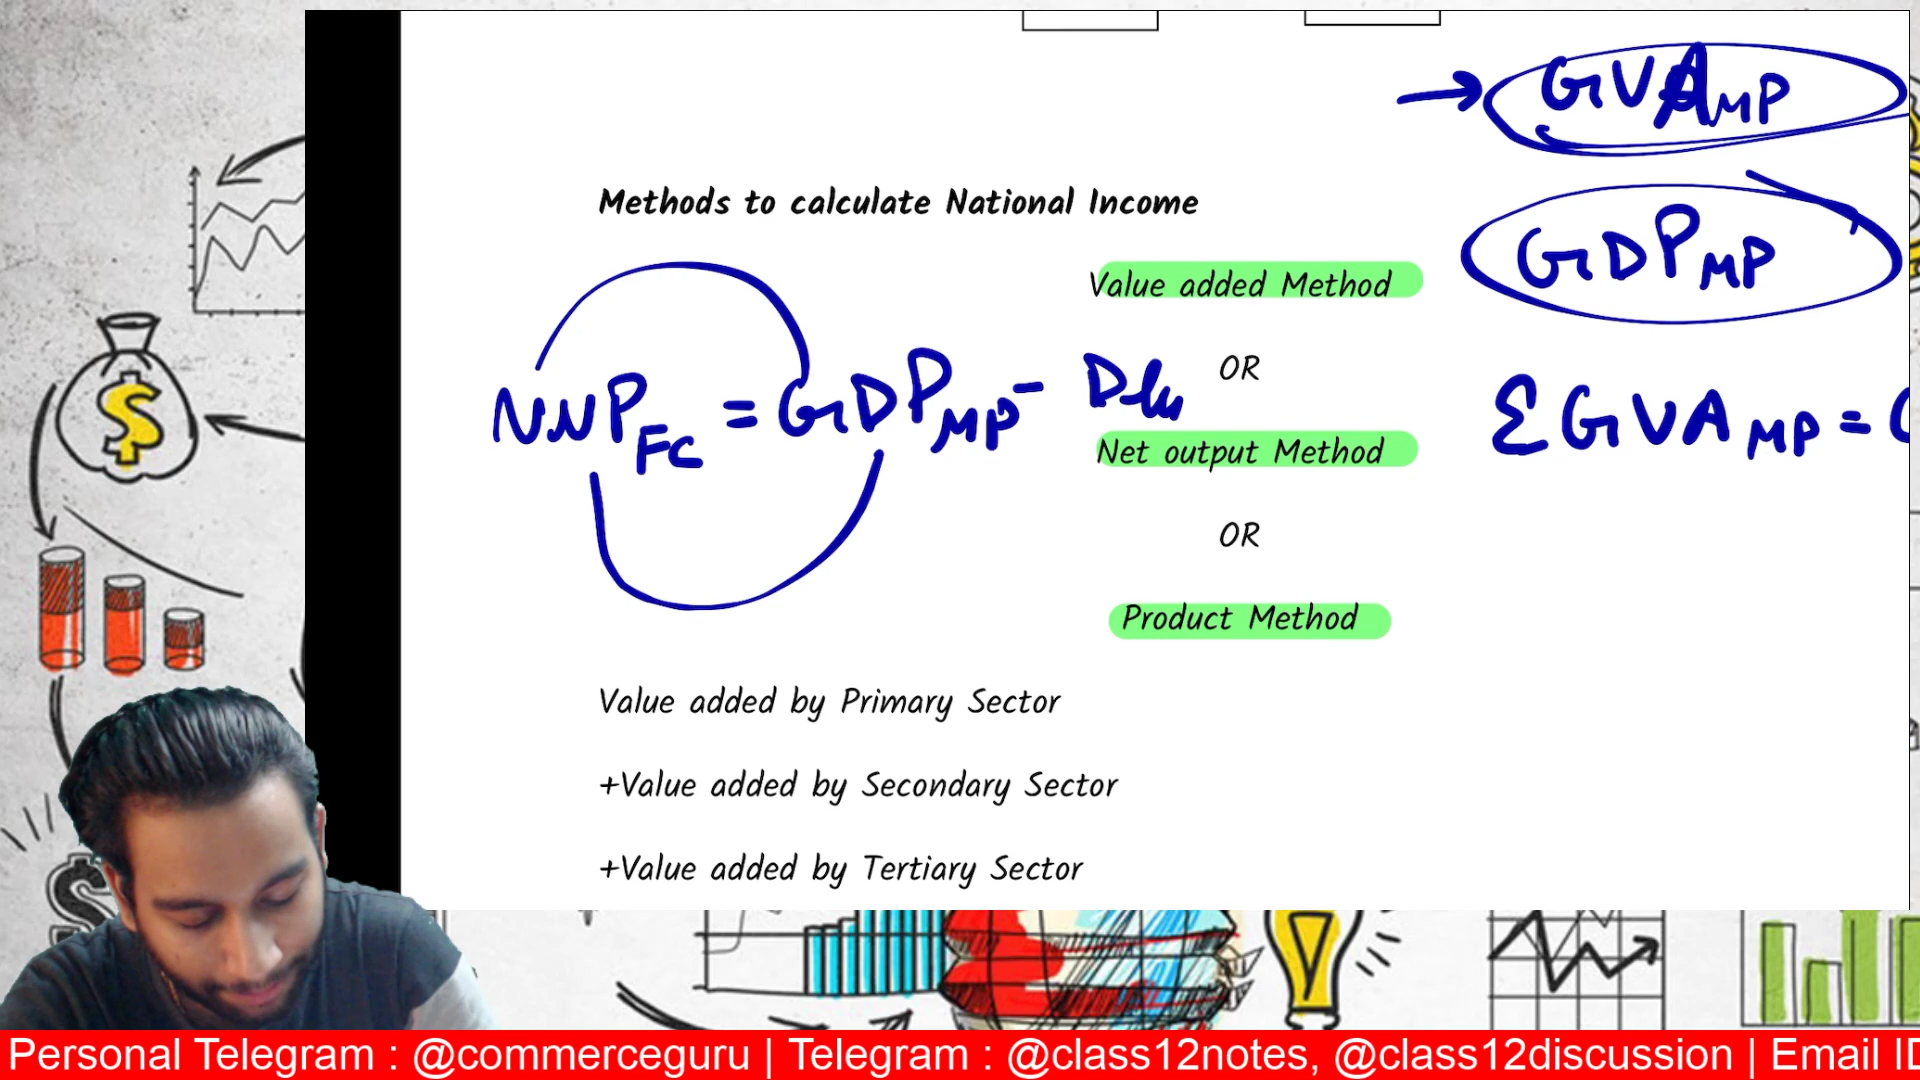 GVAMP
Methods to calculate National Income
GDPMP
Value added Method
OR
NNPFC = GDPMP -
Net output Method
ΣGVAMP =
OR
Product Method
Value added by Primary Sector
+Value added by Secondary Sector
+Value added by Tertiary Sector
Personal Telegram : @commerceguru | Telegram : @class12notes, @class12discussion | Email ID